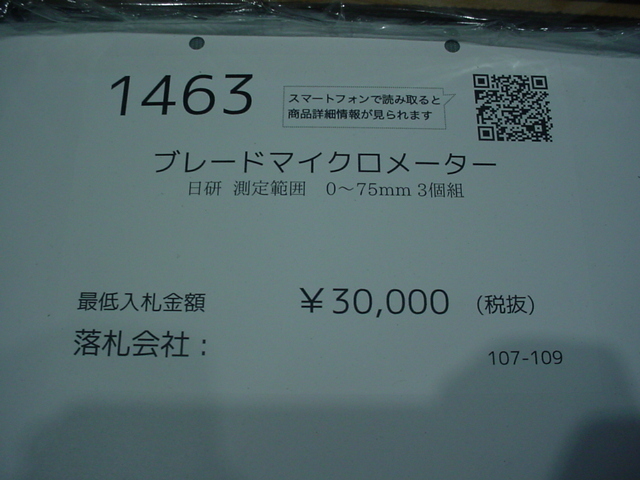 1463
スマートフォンで読み取ると
商品詳細情報が見られます
ブレードマイクロメーター
日研 測定範囲 0～75mm 3個組
最低入札金額 ￥30,000 (税抜)
落札会社：
107-109